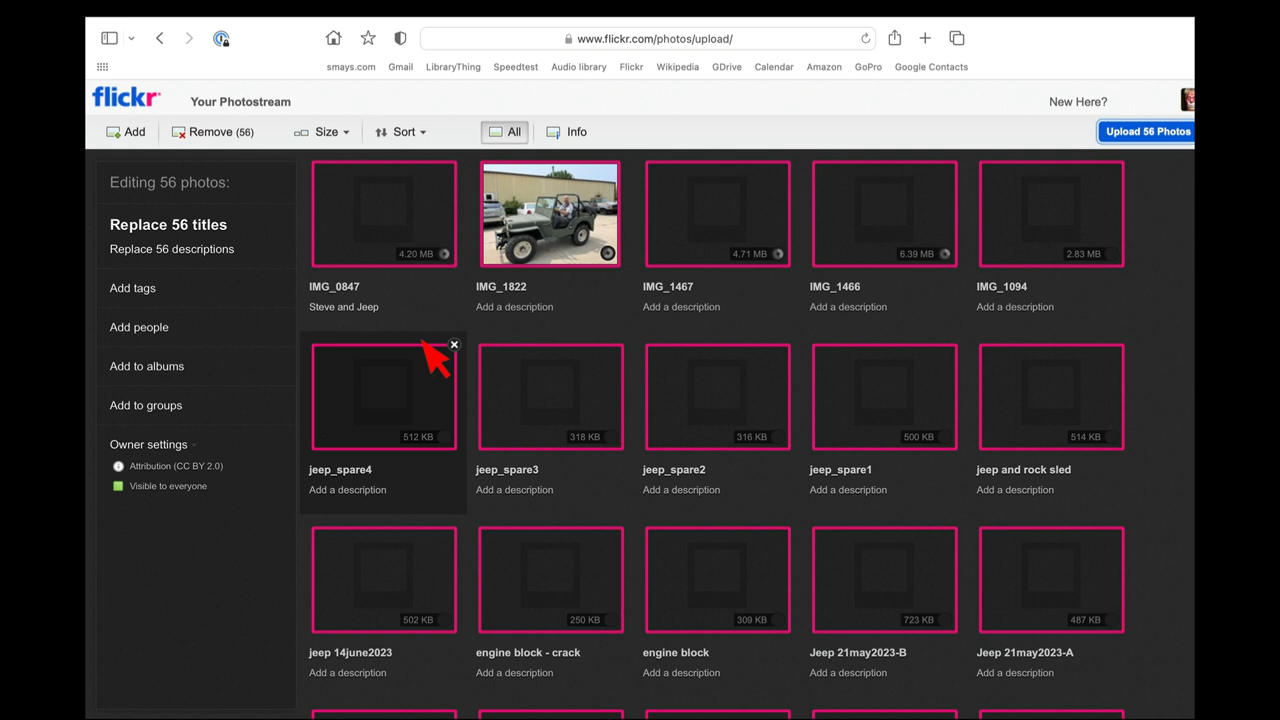 www.flickr.com/photos/upload/
smays.com Gmail LibraryThing Speedtest Audio library Flickr Wikipedia GDrive Calendar Amazon GoPro Google Contacts
flickr Your Photostream New Here?
Add Remove (56) Size Sort All Info Upload 56 Photos
Editing 56 photos:
Replace 56 titles
Replace 56 descriptions
Add tags
Add people
Add to albums
Add to groups
Owner settings
Attribution (CC BY 2.0)
Visible to everyone
4.20 MB 4.71 MB 6.39 MB 2.83 MB
IMG_0847 IMG_1822 IMG_1467 IMG_1466 IMG_1094
Steve and Jeep Add a description Add a description Add a description Add a description
512 KB 318 KB 316 KB 500 KB 514 KB
jeep_spare4 jeep_spare3 jeep_spare2 jeep_spare1 jeep and rock sled
Add a description Add a description Add a description Add a description Add a description
502 KB 250 KB 309 KB 723 KB 487 KB
jeep 14june2023 engine block - crack engine block Jeep 21may2023-B Jeep 21may2023-A
Add a description Add a description Add a description Add a description Add a description